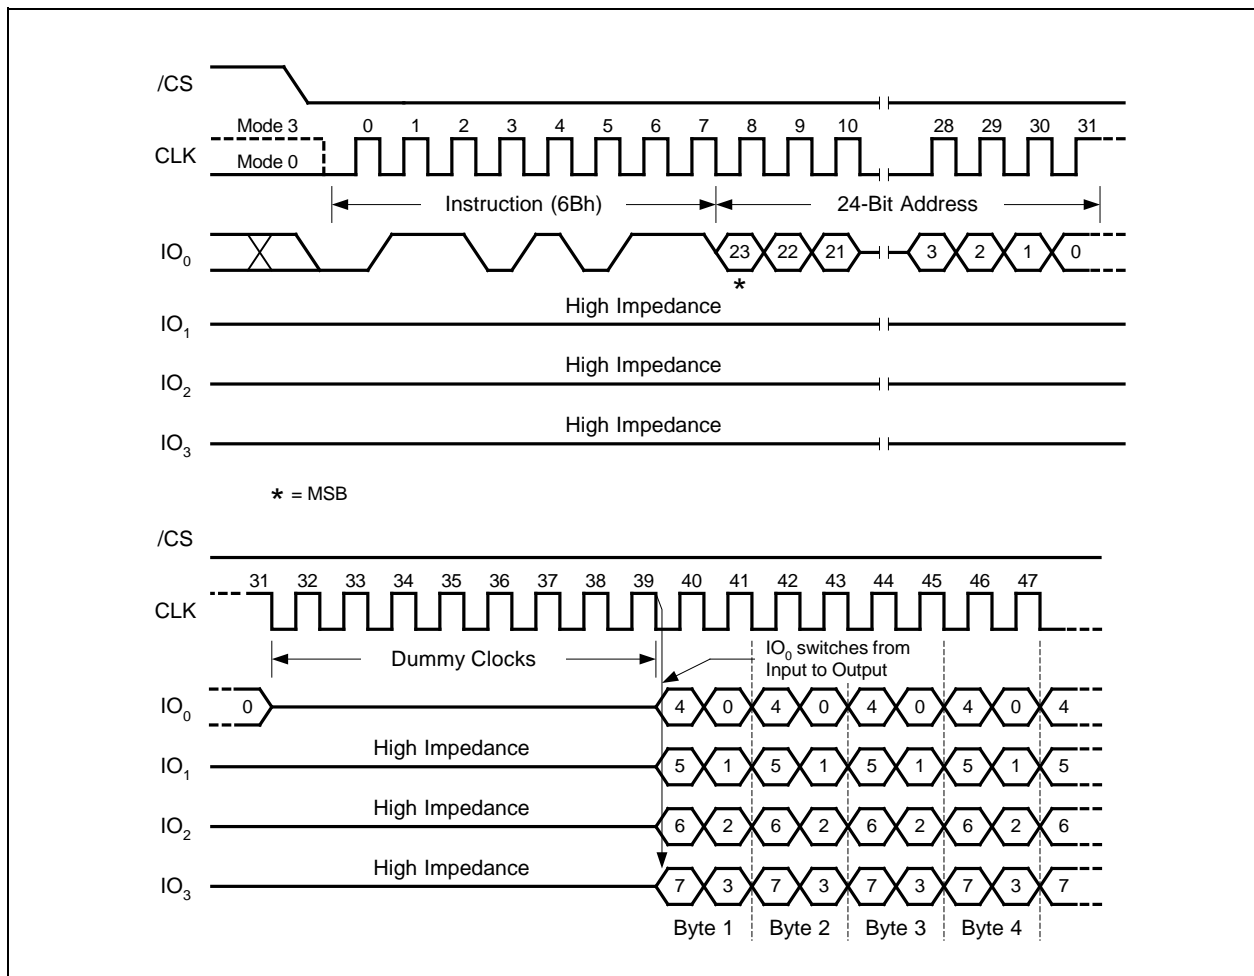 /CS
Mode 3 0 1 2 3 4 5 6 7 8 9 10 28 29 30 31
CLK
Mode 0
Instruction (6Bh) 24-Bit Address
IO0 23 22 21 3 2 1 0
*
High Impedance
IO1
High Impedance
IO2
High Impedance
IO3
* = MSB
/CS
31 32 33 34 35 36 37 38 39 40 41 42 43 44 45 46 47
CLK
IO0 switches from
Dummy Clocks Input to Output
IO0 0 4 0 4 0 4 0 4 0 4
High Impedance
IO1 5 1 5 1 5 1 5 1 5
High Impedance
IO2 6 2 6 2 6 2 6 2 6
High Impedance
IO3 7 3 7 3 7 3 7 3 7
Byte 1 Byte 2 Byte 3 Byte 4